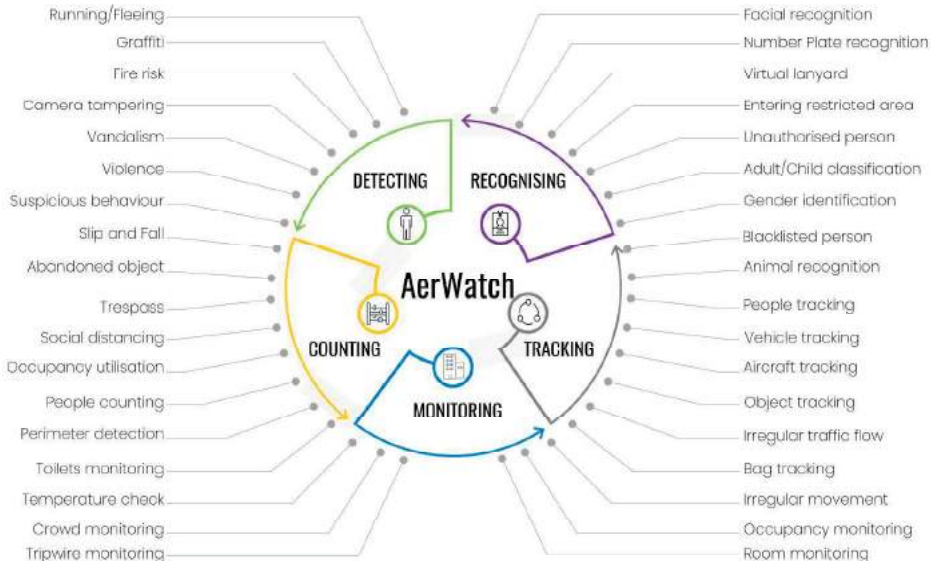 Running/Fleeing
Graffiti
Fire risk
Camera tampering
Vandalism
Violence
Suspicious behaviour
Slip and Fall
Abandoned object
Trespass
Social distancing
Occupancy utilisation
People counting
Perimeter detection
Toilets monitoring
Temperature check
Crowd monitoring
Tripwire monitoring
DETECTING
RECOGNISING
AerWatch
COUNTING
TRACKING
MONITORING
Facial recognition
Number Plate recognition
Virtual lanyard
Entering restricted area
Unauthorised person
Adult/Child classification
Gender identification
Blacklisted person
Animal recognition
People tracking
Vehicle tracking
Aircraft tracking
Object tracking
Irregular traffic flow
Bag tracking
Irregular movement
Occupancy monitoring
Room monitoring